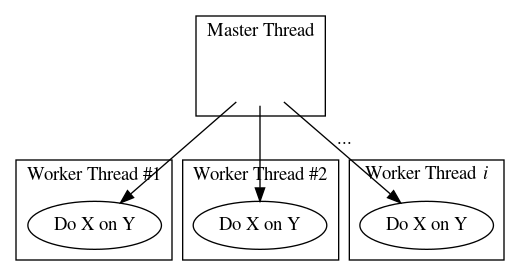 Master Thread
...
Worker Thread #1
Worker Thread #2
Worker Thread i
Do X on Y
Do X on Y
Do X on Y